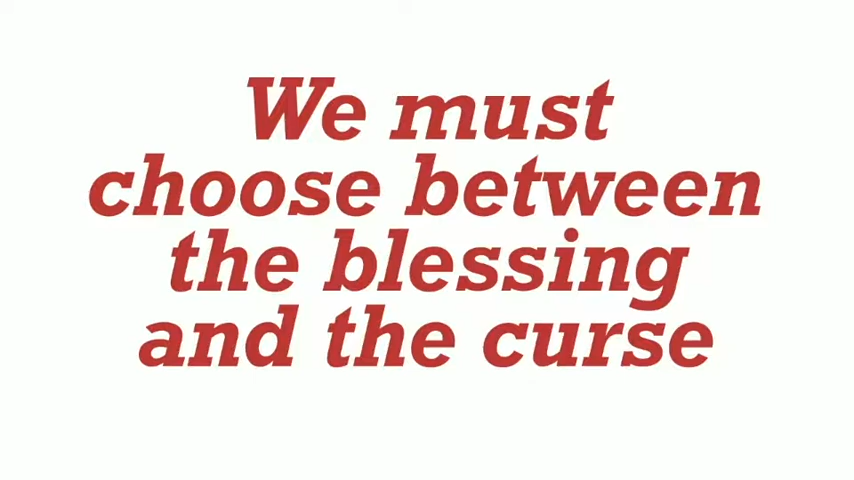 We must
choose between
the blessing
and the curse